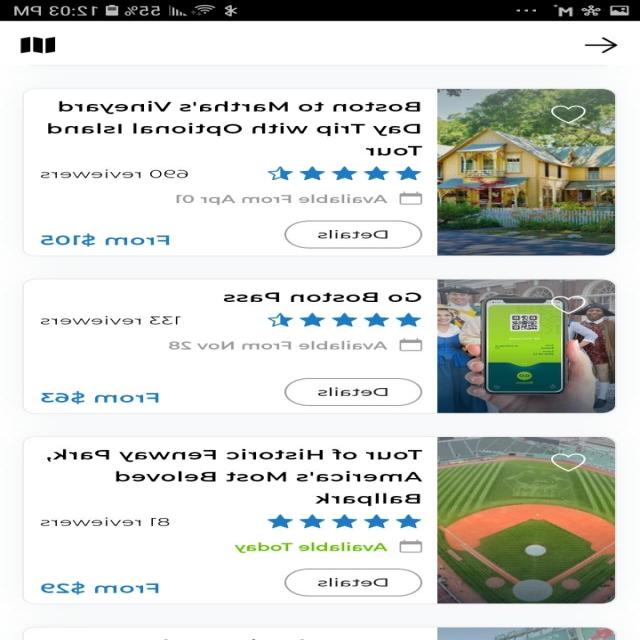 12:03 PM
55%
Boston to Martha's Vineyard
Day Trip with Optional Island
Tour
690 reviewers
Available From Apr 01
Details
From $105
Go Boston Pass
133 reviewers
Available From Nov 28
Details
From $63
Tour of Historic Fenway Park,
America's Most Beloved
Ballpark
81 reviewers
Available Today
Details
From $29